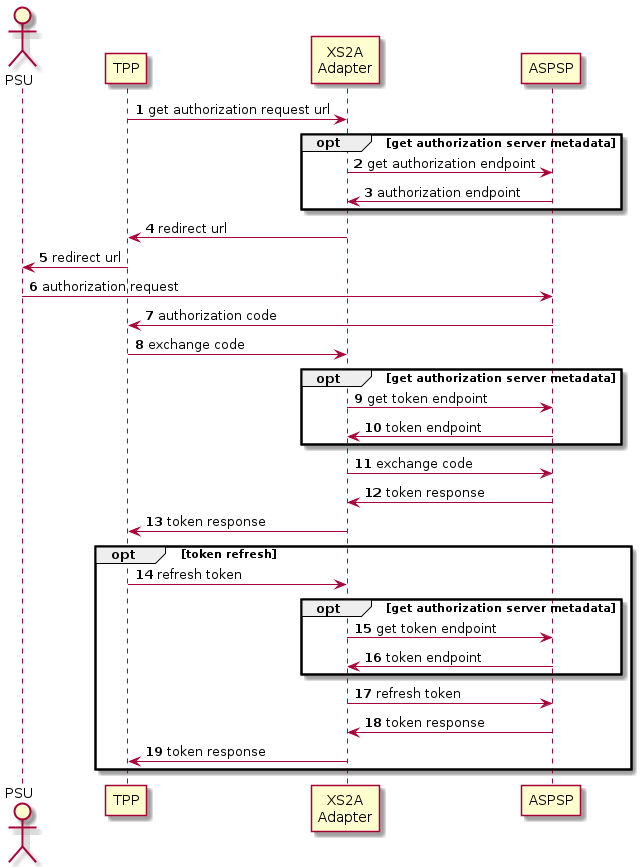 PSU
TPP
XS2A
Adapter
ASPSP
1 get authorization request url
opt [get authorization server metadata]
2 get authorization endpoint
3 authorization endpoint
4 redirect url
5 redirect url
6 authorization request
7 authorization code
8 exchange code
opt [get authorization server metadata]
9 get token endpoint
10 token endpoint
11 exchange code
12 token response
13 token response
opt [token refresh]
14 refresh token
opt [get authorization server metadata]
15 get token endpoint
16 token endpoint
17 refresh token
18 token response
19 token response
PSU
TPP
XS2A
Adapter
ASPSP